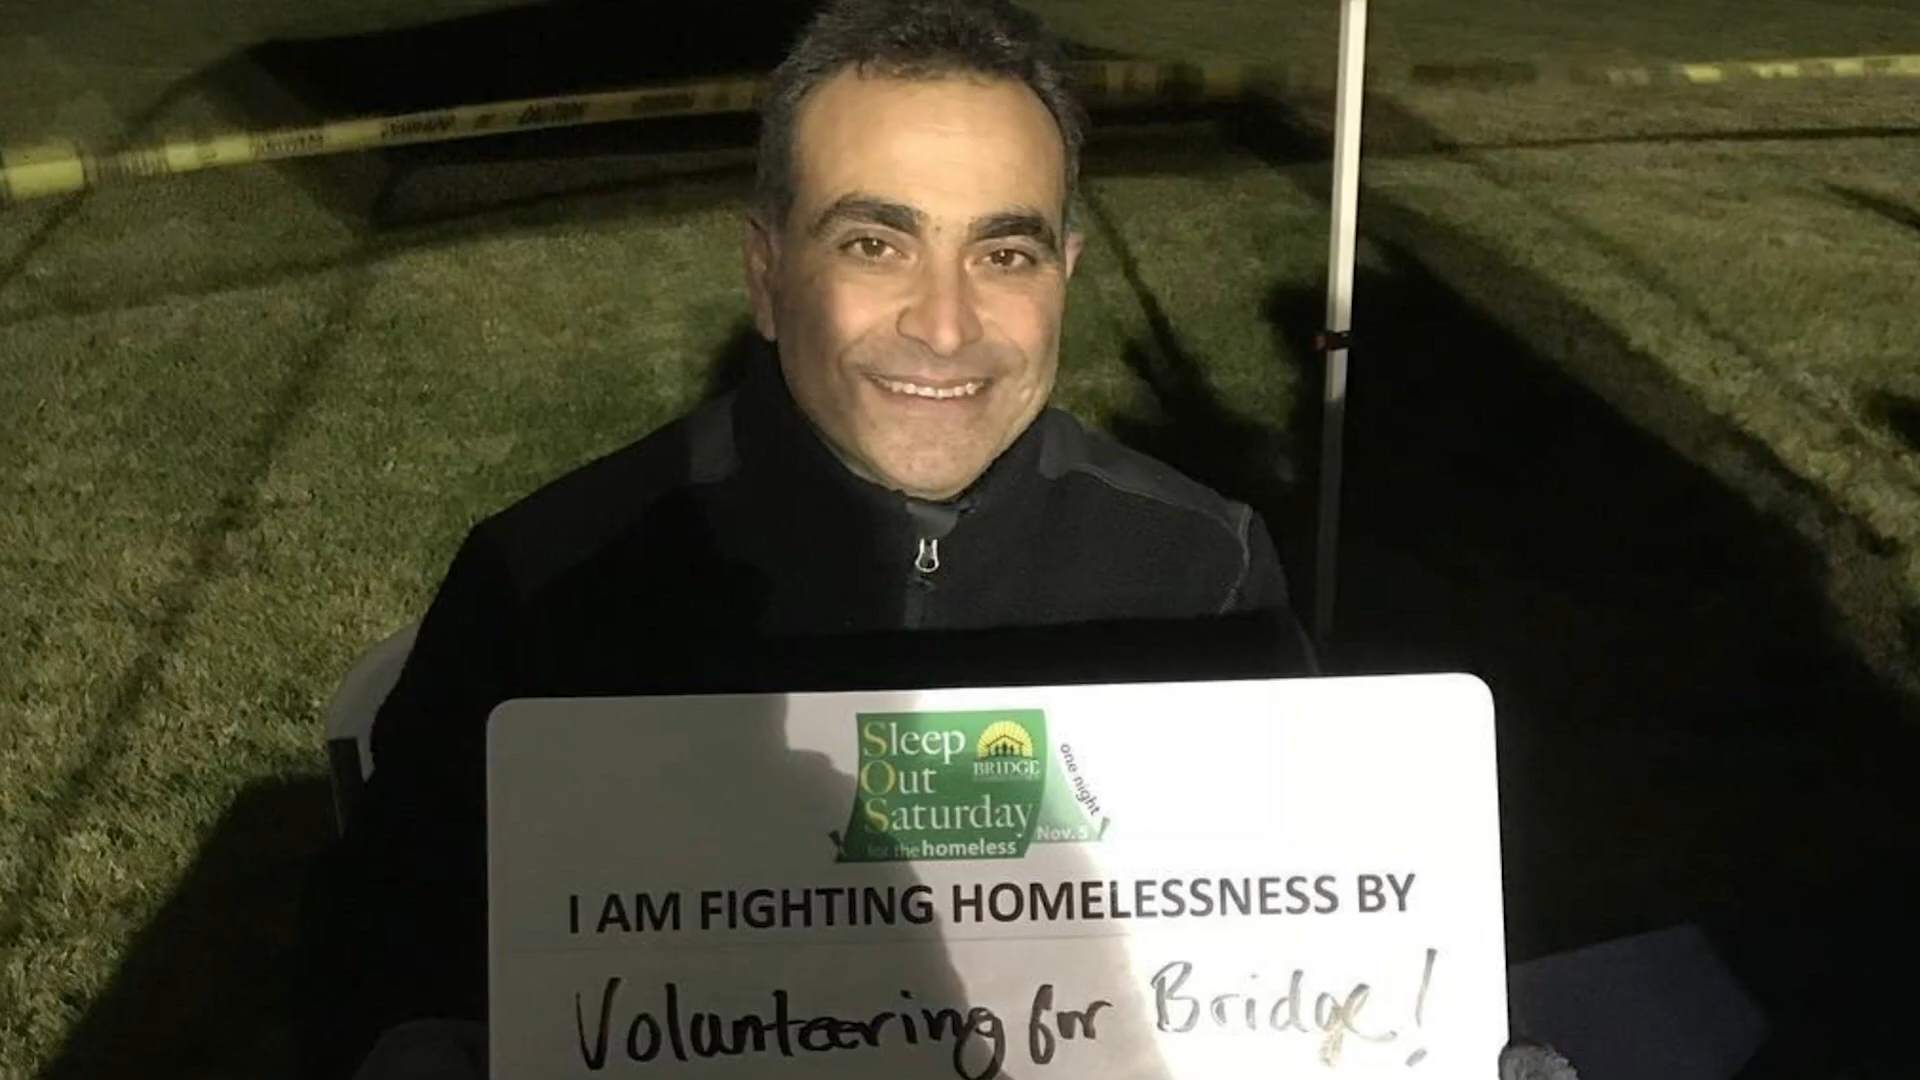 Sleep
Out
Saturday
for the homeless
BRIDGE
one night
Nov. 5
I AM FIGHTING HOMELESSNESS BY
Volunteering for Bridge!